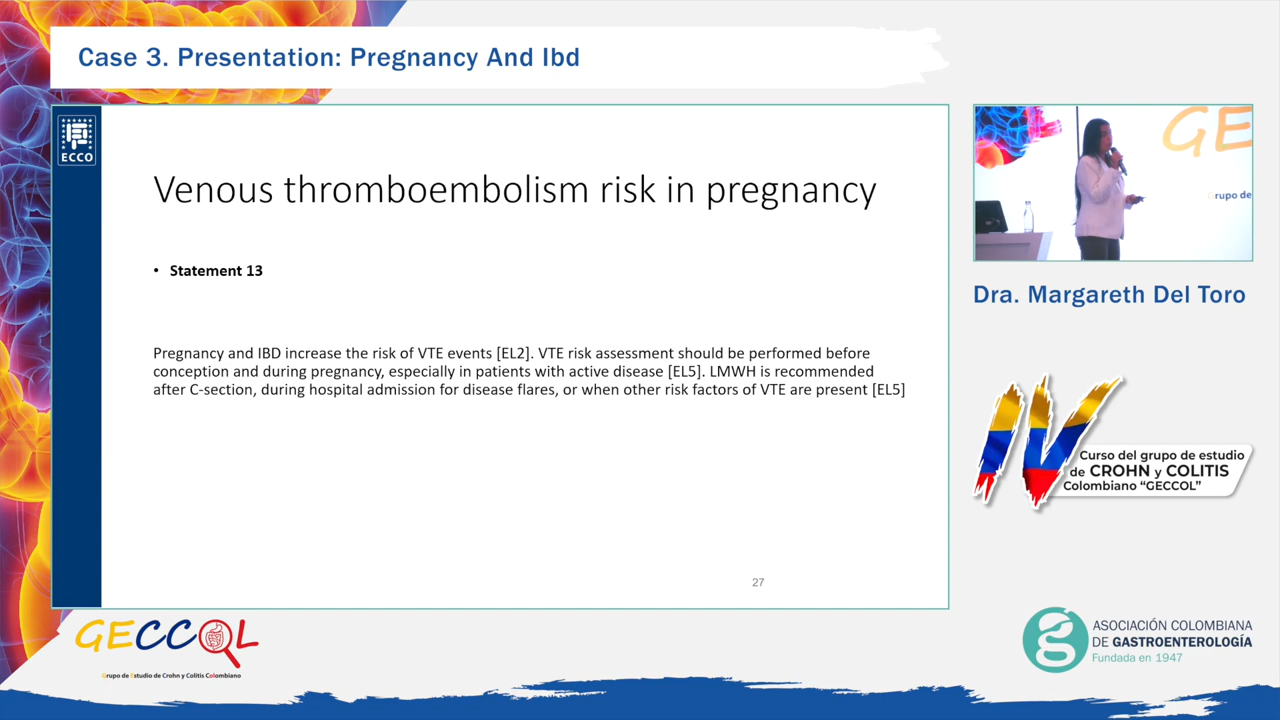 Case 3. Presentation: Pregnancy And Ibd
ECCO
Venous thromboembolism risk in pregnancy
• Statement 13
Pregnancy and IBD increase the risk of VTE events [EL2]. VTE risk assessment should be performed before
conception and during pregnancy, especially in patients with active disease [EL5]. LMWH is recommended
after C-section, during hospital admission for disease flares, or when other risk factors of VTE are present [EL5]
27
GE
rupo de
Dra. Margareth Del Toro
IV
Curso del grupo de estudio
de CROHN y COLITIS
Colombiano “GECCOL”
GECCOL
Grupo de Estudio de Crohn y Colitis Colombiano
ASOCIACIÓN COLOMBIANA
DE GASTROENTEROLOGÍA
Fundada en 1947